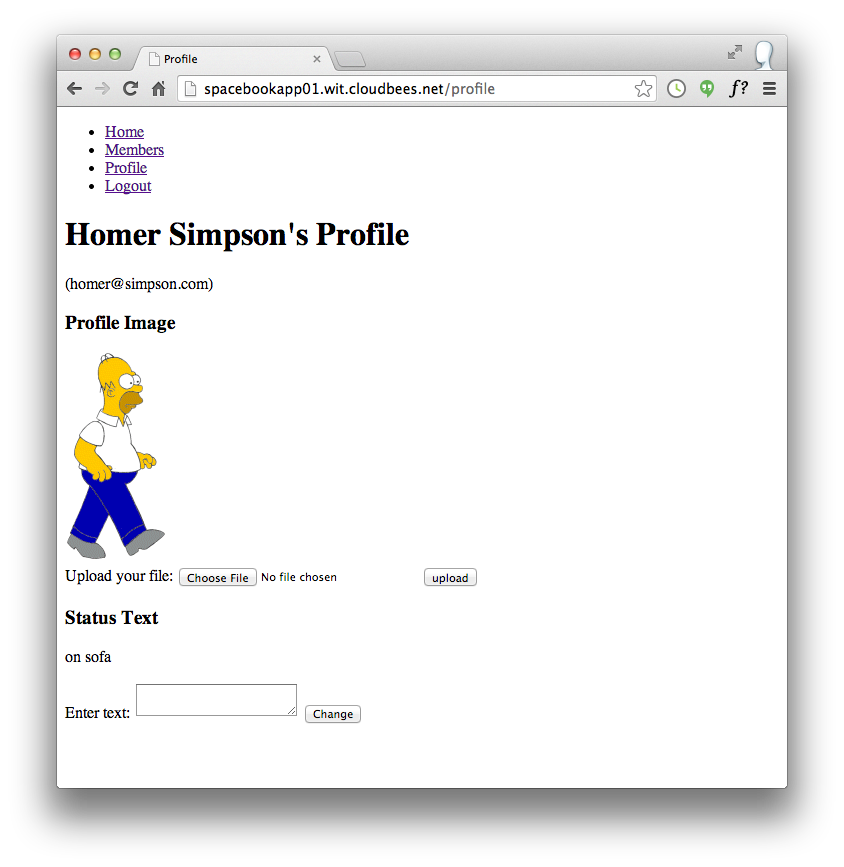 Profile
spacebookapp01.wit.cloudbees.net/profile
f?
Home
Members
Profile
Logout
Homer Simpson's Profile
(homer@simpson.com)
Profile Image
Upload your file: Choose File No file chosen upload
Status Text
on sofa
Enter text: Change